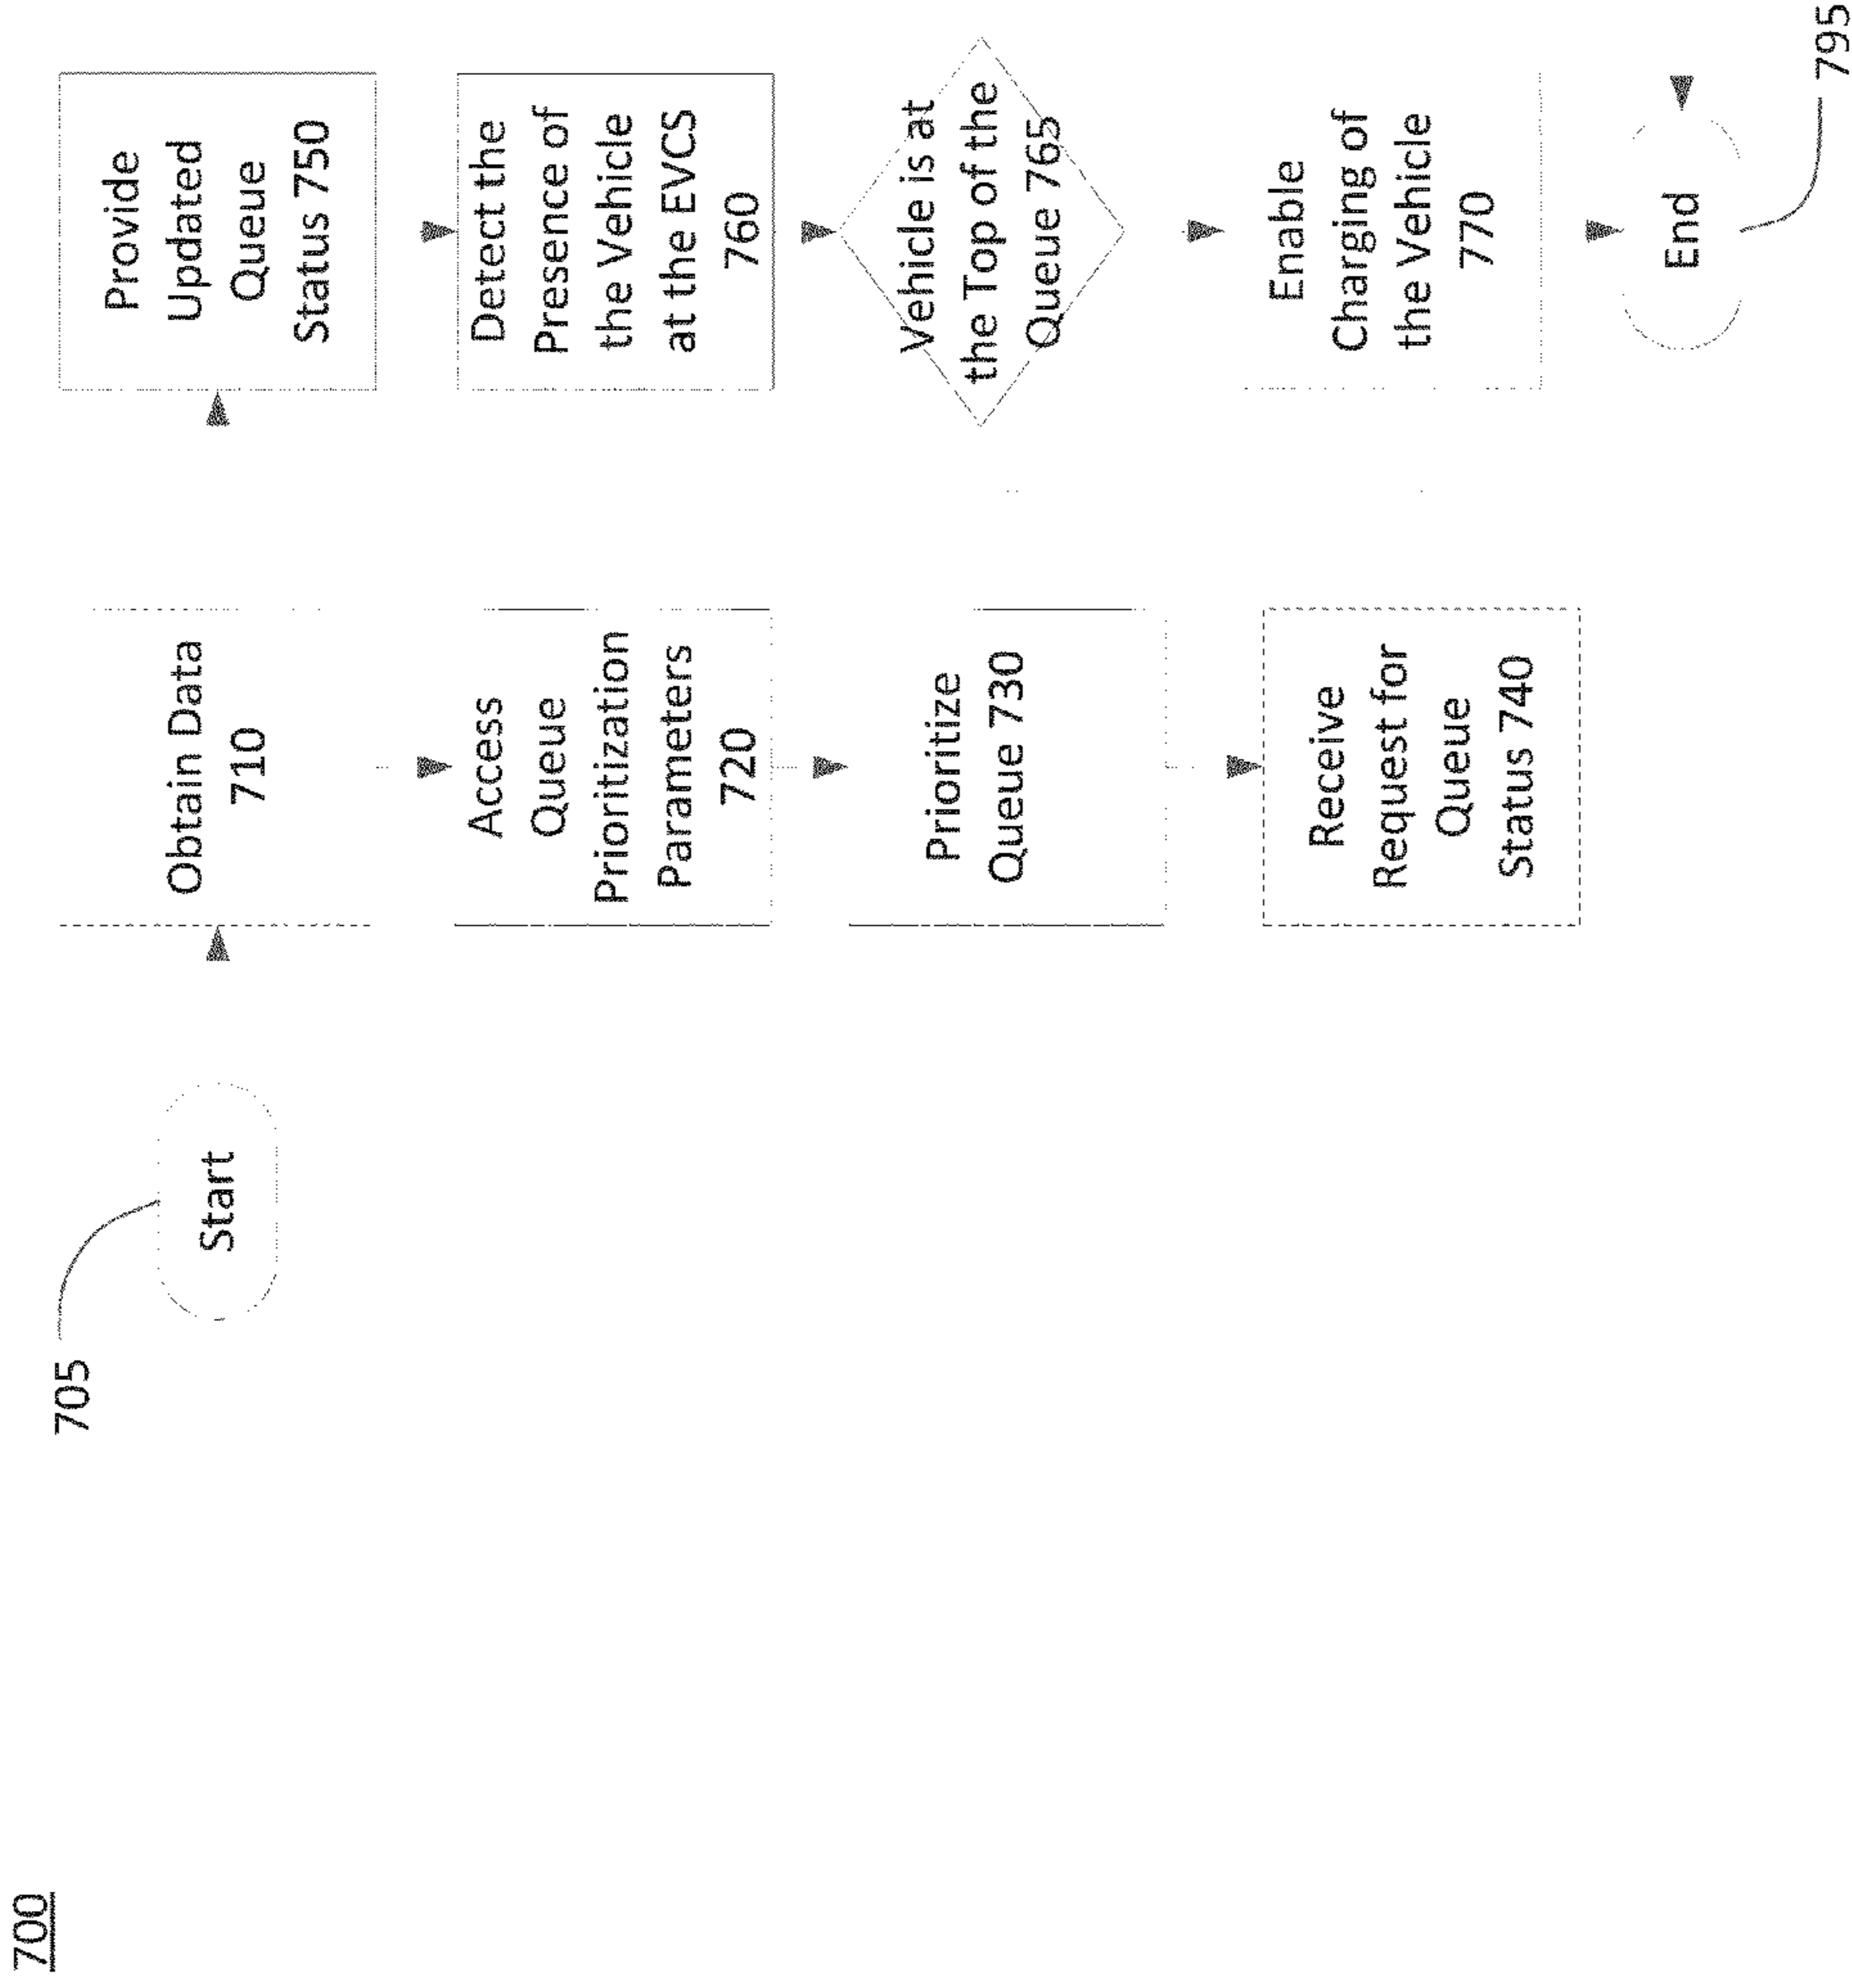 700
705
Start
Obtain Data
710
Access
Queue
Prioritization
Parameters
720
Prioritize
Queue 730
Receive
Request for
Queue
Status 740
Provide
Updated
Queue
Status 750
Detect the
Presence of
the Vehicle
at the EVCS
760
Vehicle is at
the Top of the
Queue 765
Enable
Charging of
the Vehicle
770
End
795